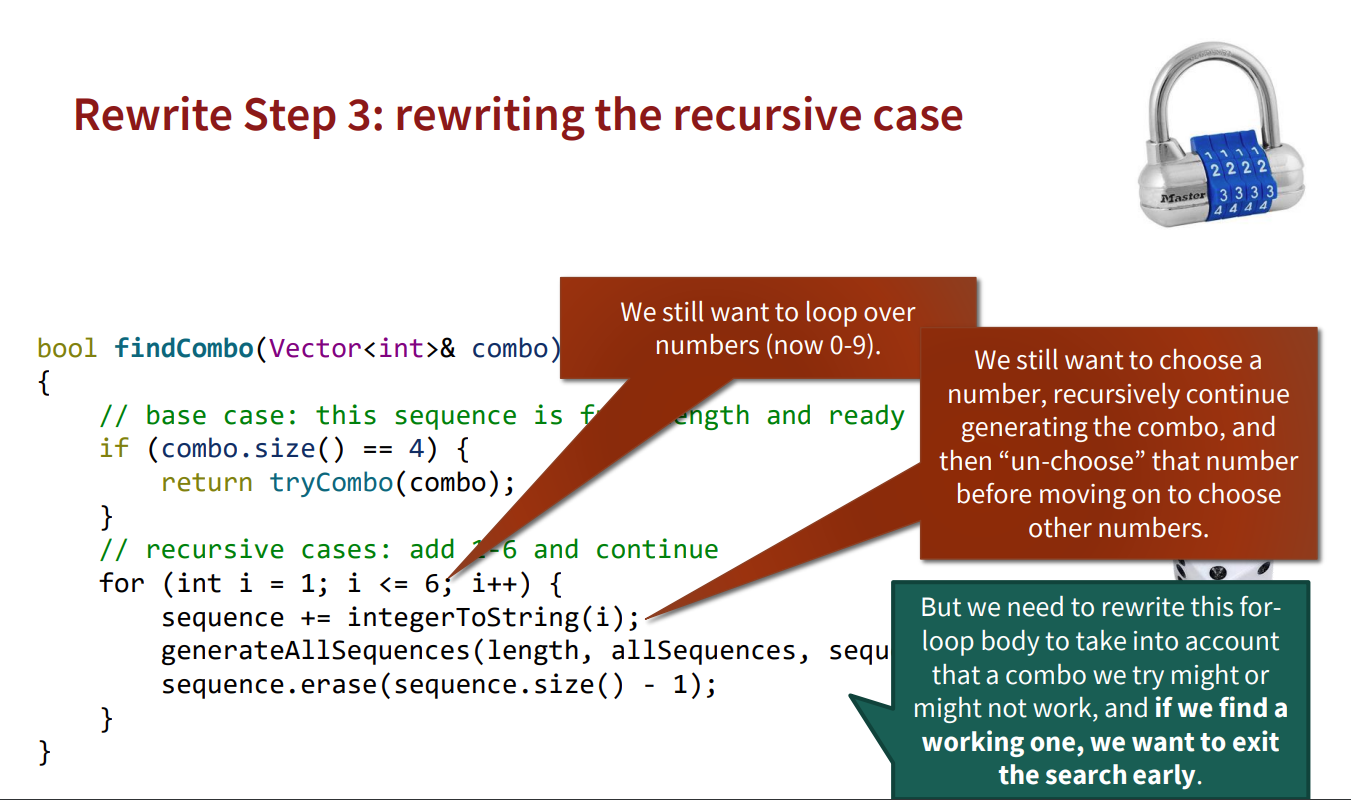 Rewrite Step 3: rewriting the recursive case
1 1 1 1
2 2 2 2
Master
3 3 3 3
4 4 4 4
We still want to loop over
numbers (now 0-9).
We still want to choose a
number, recursively continue
generating the combo, and
then “un-choose” that number
before moving on to choose
other numbers.
bool findCombo(Vector<int>& combo)
{
// base case: this sequence is f ength and ready
if (combo.size() == 4) {
return tryCombo(combo);
}
// recursive cases: add 1-6 and continue
for (int i = 1; i <= 6; i++) {
sequence += integerToString(i);
generateAllSequences(length, allSequences, sequ
sequence.erase(sequence.size() - 1);
}
}
But we need to rewrite this for-
loop body to take into account
that a combo we try might or
might not work, and if we find a
working one, we want to exit
the search early.